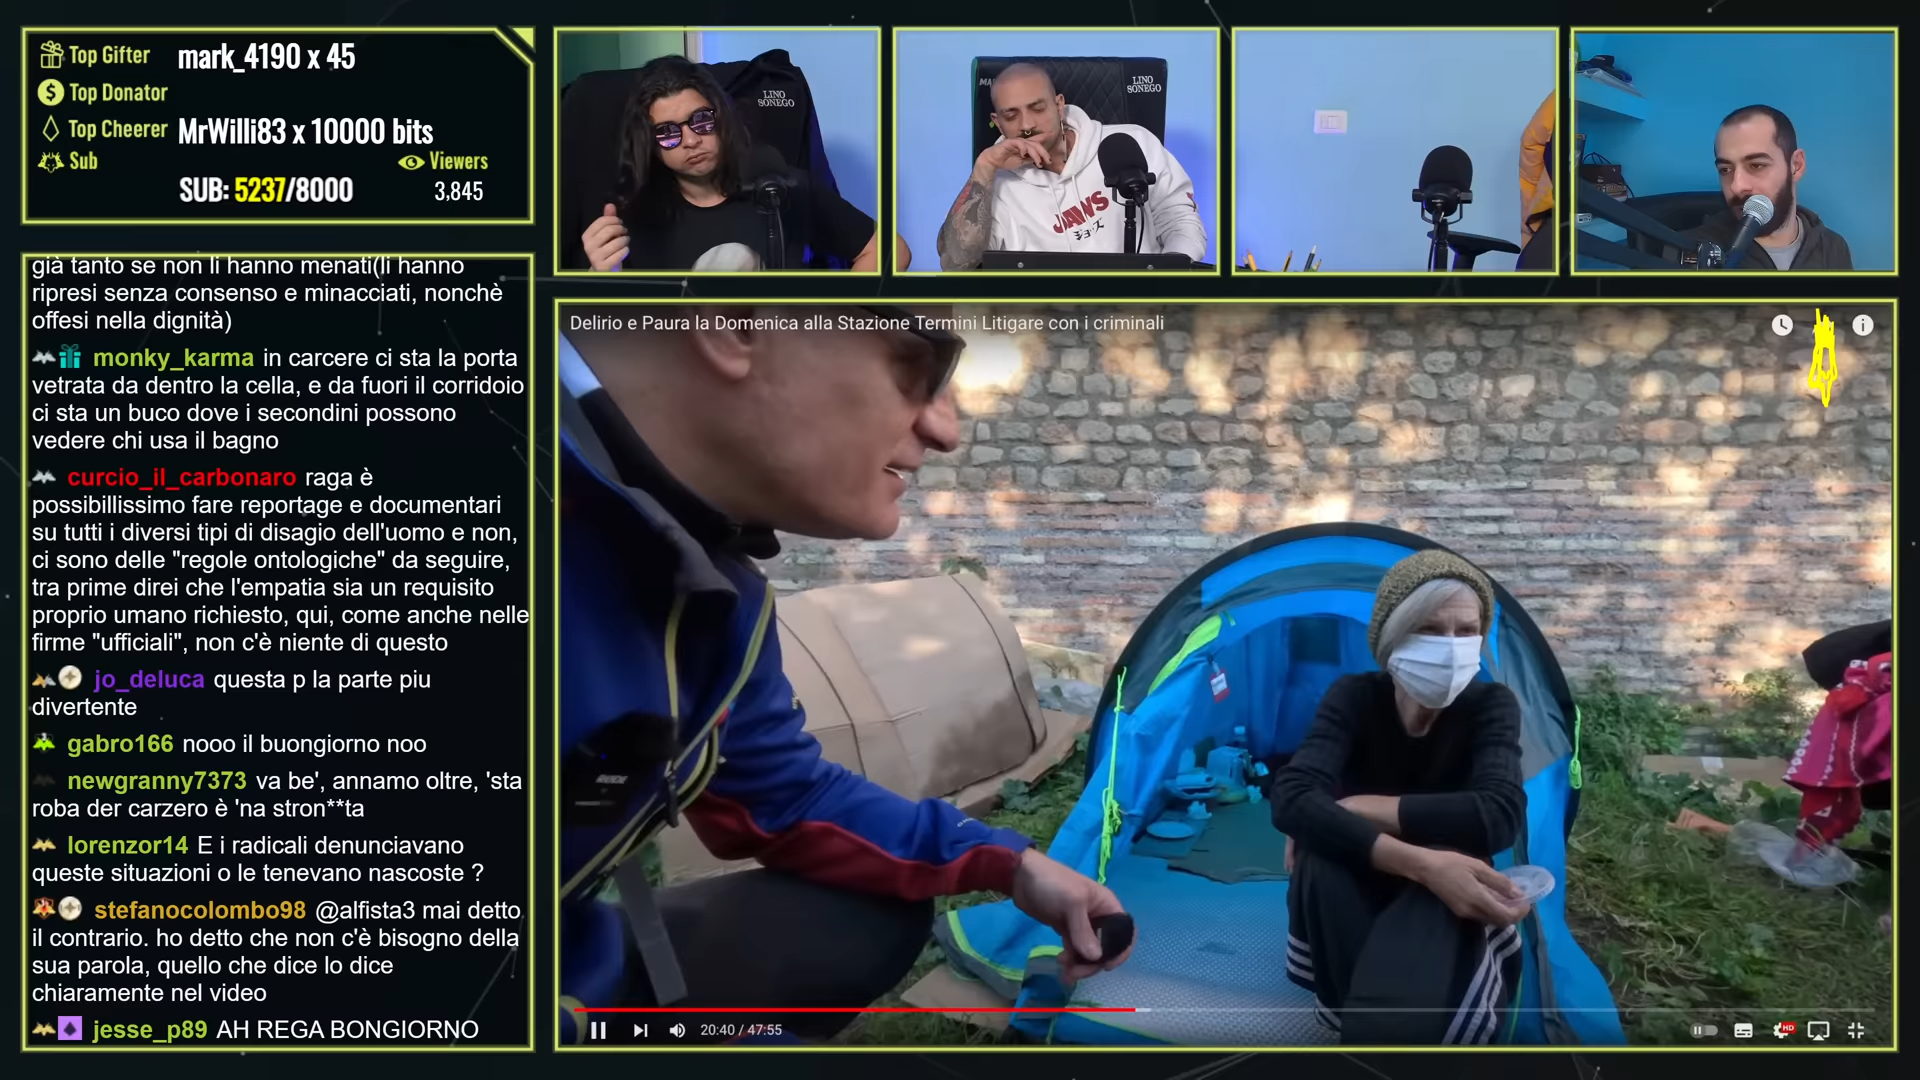 Top Gifter mark_4190 x 45
Top Donator
Top Cheerer MrWilli83 x 10000 bits
Sub Viewers
SUB: 5237/8000 3,845
già tanto se non li hanno menati(li hanno
ripresi senza consenso e minacciati, nonchè
offesi nella dignità)
monky_karma in carcere ci sta la porta
vetrata da dentro la cella, e da fuori il corridoio
ci sta un buco dove i secondini possono
vedere chi usa il bagno
curcio_il_carbonaro raga è
possibillissimo fare reportage e documentari
su tutti i diversi tipi di disagio dell'uomo e non,
ci sono delle "regole ontologiche" da seguire,
tra prime direi che l'empatia sia un requisito
proprio umano richiesto, qui, come anche nelle
firme "ufficiali", non c'è niente di questo
jo_deluca questa p la parte piu
divertente
gabro166 nooo il buongiorno noo
newgranny7373 va be', annamo oltre, 'sta
roba der carzero è 'na stron**ta
lorenzor14 E i radicali denunciavano
queste situazioni o le tenevano nascoste ?
stefanocolombo98 @alfista3 mai detto
il contrario. ho detto che non c'è bisogno della
sua parola, quello che dice lo dice
chiaramente nel video
jesse_p89 AH REGA BONGIORNO
LINO
SONEGO
LINO
SONEGO
JAWS
ジョーズ
Delirio e Paura la Domenica alla Stazione Termini Litigare con i criminali
RODE
20:40 / 47:55
HD